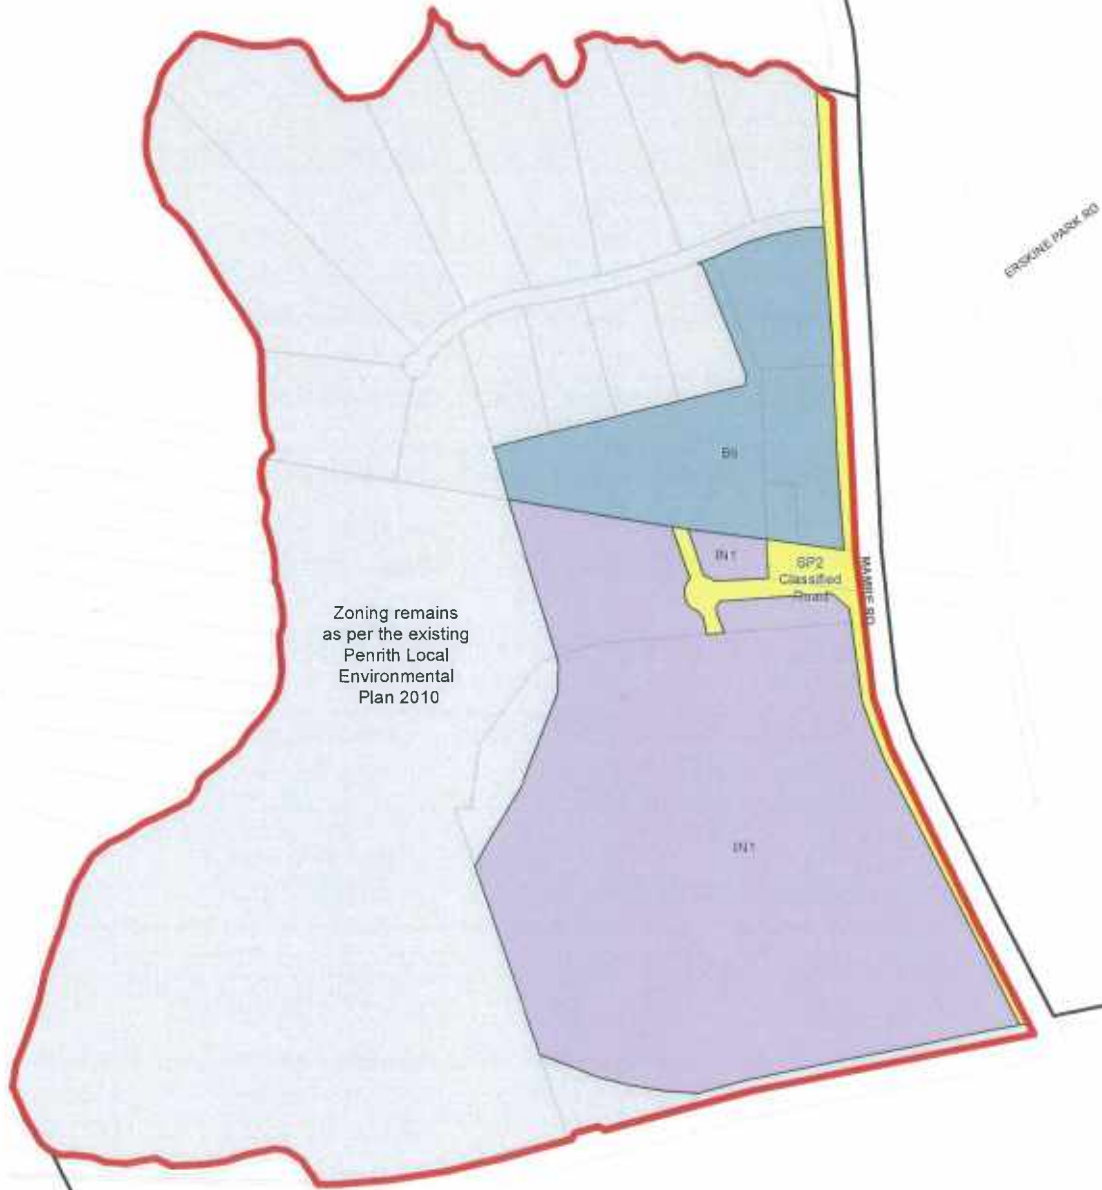 ERSKINE PARK RD
IN1
SP2
Classified
Road
MAMRE RD
Zoning remains
as per the existing
Penrith Local
Environmental
Plan 2010
IN1